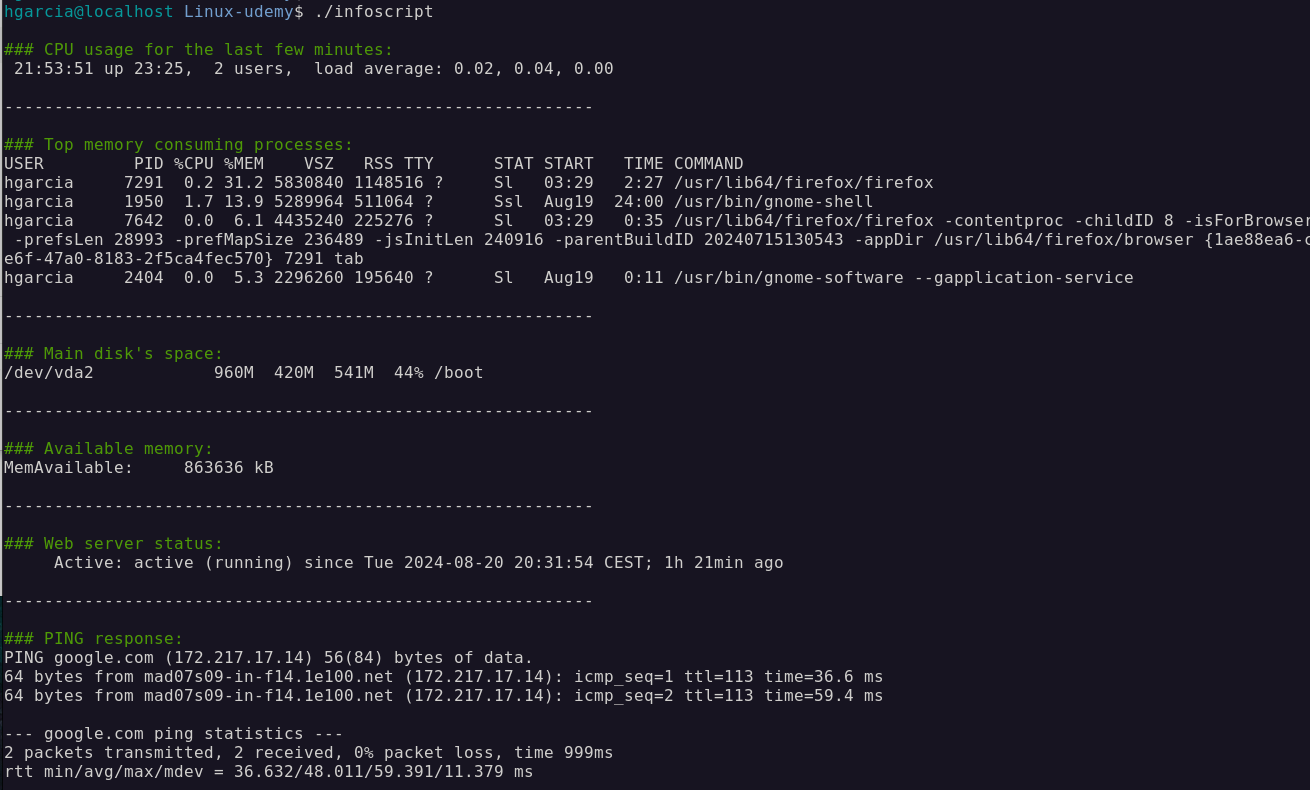 hgarcia@localhost Linux-udemy$ ./infoscript
### CPU usage for the last few minutes:
 21:53:51 up 23:25,  2 users,  load average: 0.02, 0.04, 0.00
-----------------------------------------------------------
### Top memory consuming processes:
USER         PID %CPU %MEM    VSZ   RSS TTY      STAT START   TIME COMMAND
hgarcia     7291  0.2 31.2 5830840 1148516 ?     Sl   03:29   2:27 /usr/lib64/firefox/firefox
hgarcia     1950  1.7 13.9 5289964 511064 ?      Ssl  Aug19  24:00 /usr/bin/gnome-shell
hgarcia     7642  0.0  6.1 4435240 225276 ?      Sl   03:29   0:35 /usr/lib64/firefox/firefox -contentproc -childID 8 -isForBrowser
 -prefsLen 28993 -prefMapSize 236489 -jsInitLen 240916 -parentBuildID 20240715130543 -appDir /usr/lib64/firefox/browser {1ae88ea6-c
e6f-47a0-8183-2f5ca4fec570} 7291 tab
hgarcia     2404  0.0  5.3 2296260 195640 ?      Sl   Aug19   0:11 /usr/bin/gnome-software --gapplication-service
-----------------------------------------------------------
### Main disk's space:
/dev/vda2            960M  420M  541M  44% /boot
-----------------------------------------------------------
### Available memory:
MemAvailable:     863636 kB
-----------------------------------------------------------
### Web server status:
     Active: active (running) since Tue 2024-08-20 20:31:54 CEST; 1h 21min ago
-----------------------------------------------------------
### PING response:
PING google.com (172.217.17.14) 56(84) bytes of data.
64 bytes from mad07s09-in-f14.1e100.net (172.217.17.14): icmp_seq=1 ttl=113 time=36.6 ms
64 bytes from mad07s09-in-f14.1e100.net (172.217.17.14): icmp_seq=2 ttl=113 time=59.4 ms
--- google.com ping statistics ---
2 packets transmitted, 2 received, 0% packet loss, time 999ms
rtt min/avg/max/mdev = 36.632/48.011/59.391/11.379 ms